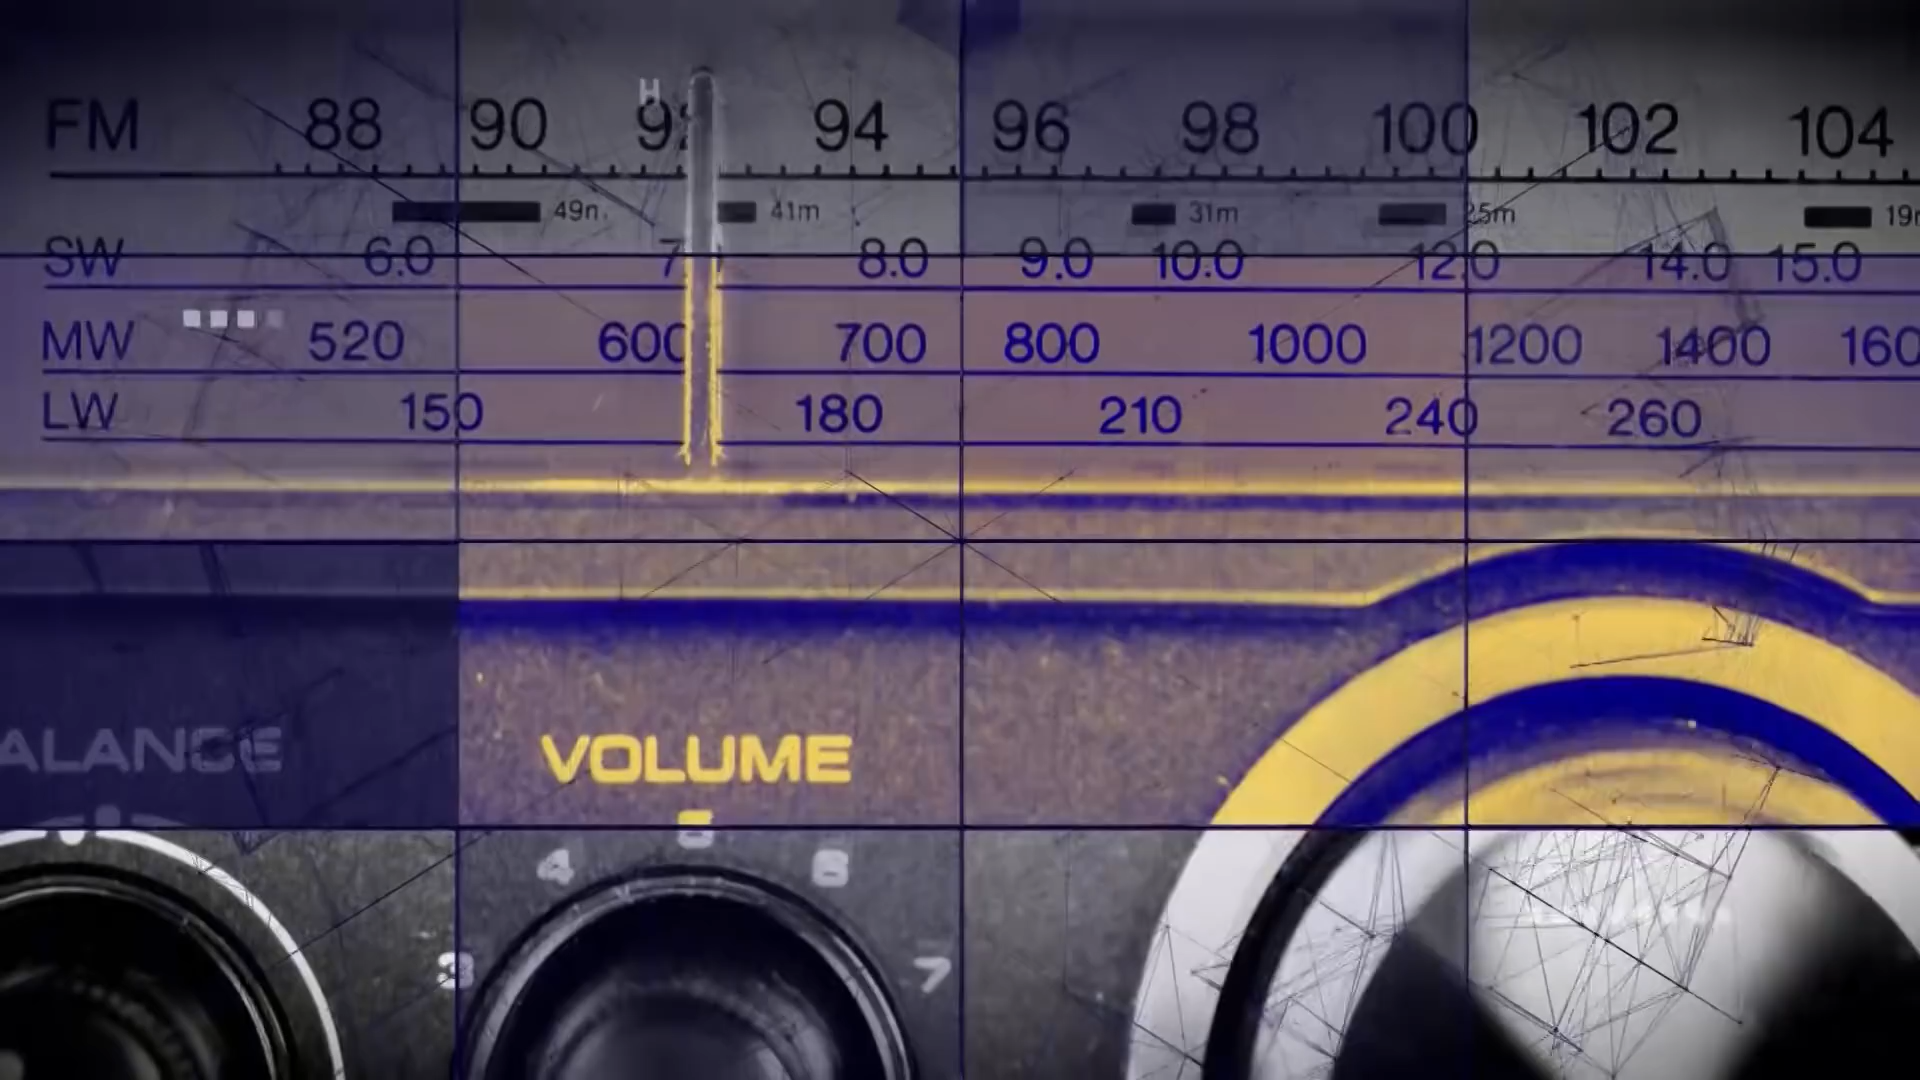 H
FM 88 90 92 94 96 98 100 102 104
41m 31m 25m
SW 6.0 8.0 9.0 10.0 12.0 14.0 15.0
MW 520 600 700 800 1000 1200 1400
LW 150 180 210 240 260
ALANCE VOLUME
4 5 6
3 7